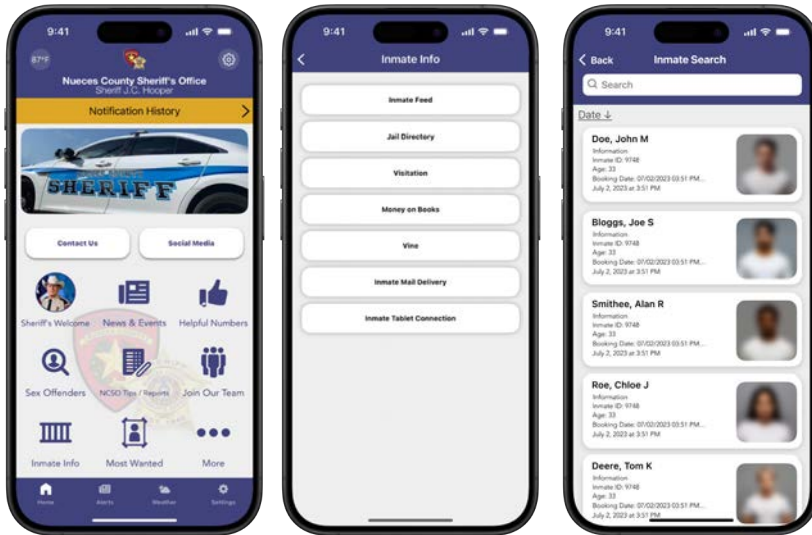 9:41
87°F
Nueces County Sheriff's Office
Sheriff J.C. Hooper
Notification History
SHERIFF
Contact Us
Social Media
Sheriff's Welcome
News & Events
Helpful Numbers
Sex Offenders
NCSO Tips / Reports
Join Our Team
Inmate Info
Most Wanted
More
Home
Alerts
Weather
Settings
9:41
Inmate Info
Inmate Feed
Jail Directory
Visitation
Money on Books
Vine
Inmate Mail Delivery
Inmate Tablet Connection
9:41
Back
Inmate Search
Search
Date ↓
Doe, John M
Information
Inmate ID: 9748
Age: 33
Booking Date: 07/02/2023 03:51 PM...
July 2, 2023 at 3:51 PM
Bloggs, Joe S
Information
Inmate ID: 9748
Age: 33
Booking Date: 07/02/2023 03:51 PM...
July 2, 2023 at 3:51 PM
Smithee, Alan R
Information
Inmate ID: 9748
Age: 33
Booking Date: 07/02/2023 03:51 PM...
July 2, 2023 at 3:51 PM
Roe, Chloe J
Information
Inmate ID: 9748
Age: 33
Booking Date: 07/02/2023 03:51 PM...
July 2, 2023 at 3:51 PM
Deere, Tom K
Information
Inmate ID: 9748
Age: 33
Booking Date: 07/02/2023 03:51 PM...
July 2, 2023 at 3:51 PM